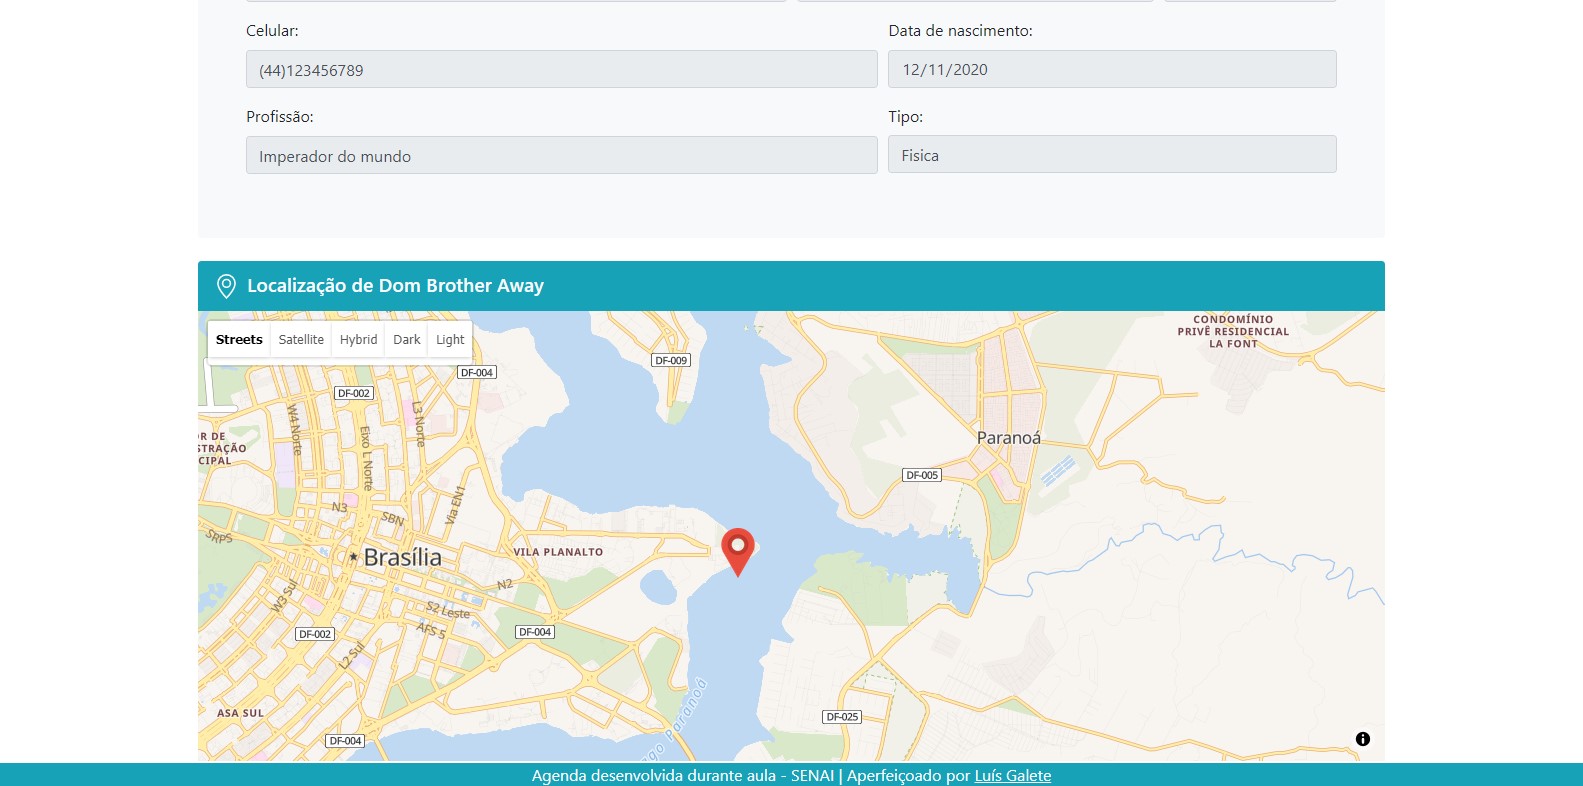 Celular:
Data de nascimento:
(44)123456789
12/11/2020
Profissão:
Tipo:
Imperador do mundo
Fisica
Localização de Dom Brother Away
Streets
Satellite
Hybrid
Dark
Light
CONDOMÍNIO
PRIVÊ RESIDENCIAL
LA FONT
DF-009
DF-004
DF-002
W4 Norte
Eixo L Norte
L3 Norte
OR DE
STRAÇÃO
CIPAL
Paranoá
DF-005
Via EN1
N3
SBN
SRPS
Brasília
VILA PLANALTO
N2
W3 Sul
S2 Leste
AFS 5
DF-002
DF-004
L2 Sul
ago Paranoá
ASA SUL
DF-025
DF-004
Agenda desenvolvida durante aula - SENAI | Aperfeiçoado por Luís Galete